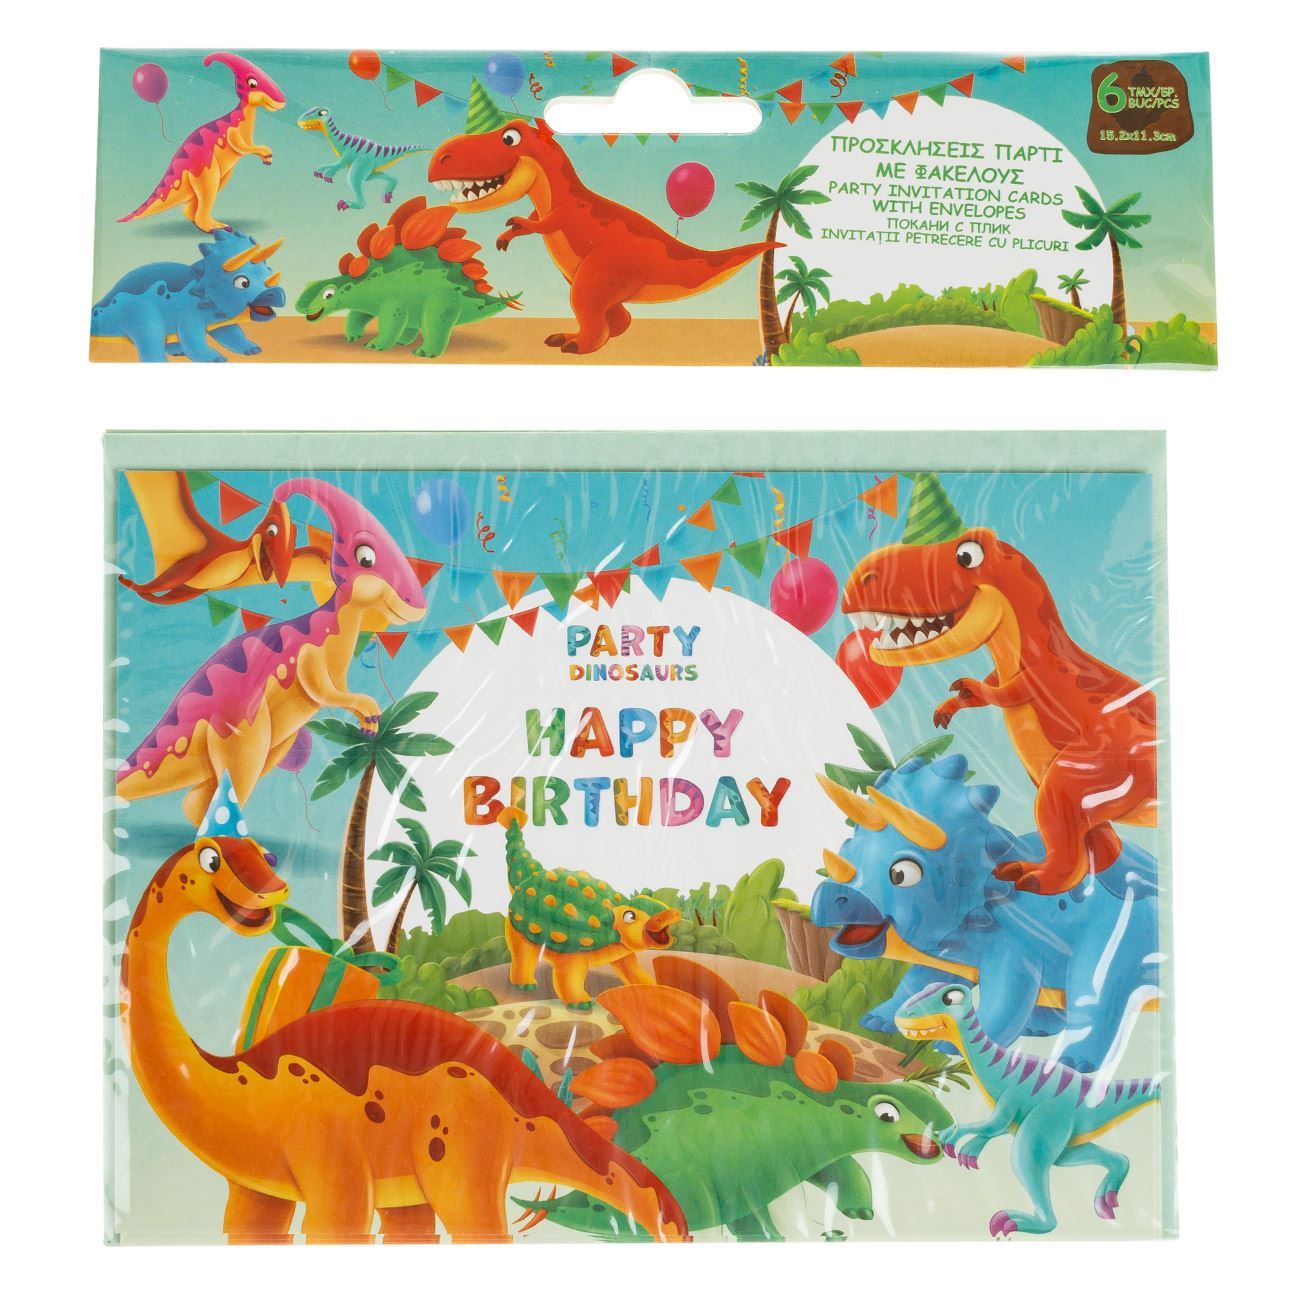 6 ΤΜΧ/БР.
BUC/PCS
15.2x11.3cm
ΠΡΟΣΚΛΗΣΕΙΣ ΠΑΡΤΙ
ΜΕ ΦΑΚΕΛΟΥΣ
PARTY INVITATION CARDS
WITH ENVELOPES
ПОКАНИ С ПЛИК
INVITAȚII PETRECERE CU PLICURI
PARTY
DINOSAURS
HAPPY
BIRTHDAY